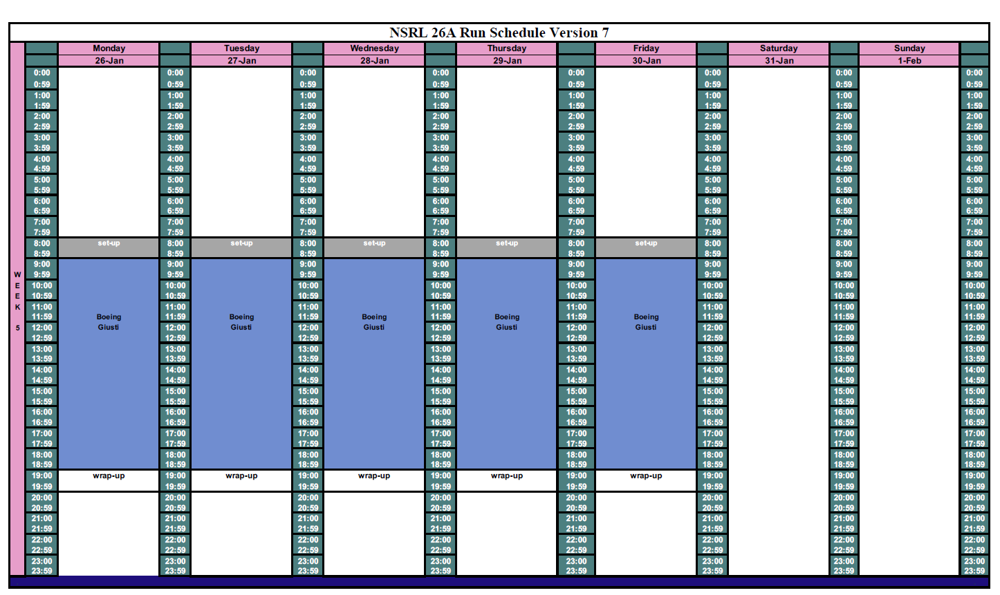 NSRL 26A Run Schedule Version 7
Monday Tuesday Wednesday Thursday Friday Saturday Sunday
26-Jan 27-Jan 28-Jan 29-Jan 30-Jan 31-Jan 1-Feb
0:00 0:00 0:00 0:00 0:00 0:00 0:00 0:00
0:59 0:59 0:59 0:59 0:59 0:59 0:59 0:59
1:00 1:00 1:00 1:00 1:00 1:00 1:00 1:00
1:59 1:59 1:59 1:59 1:59 1:59 1:59 1:59
2:00 2:00 2:00 2:00 2:00 2:00 2:00 2:00
2:59 2:59 2:59 2:59 2:59 2:59 2:59 2:59
3:00 3:00 3:00 3:00 3:00 3:00 3:00 3:00
3:59 3:59 3:59 3:59 3:59 3:59 3:59 3:59
4:00 4:00 4:00 4:00 4:00 4:00 4:00 4:00
4:59 4:59 4:59 4:59 4:59 4:59 4:59 4:59
5:00 5:00 5:00 5:00 5:00 5:00 5:00 5:00
5:59 5:59 5:59 5:59 5:59 5:59 5:59 5:59
6:00 6:00 6:00 6:00 6:00 6:00 6:00 6:00
6:59 6:59 6:59 6:59 6:59 6:59 6:59 6:59
7:00 7:00 7:00 7:00 7:00 7:00 7:00 7:00
7:59 7:59 7:59 7:59 7:59 7:59 7:59 7:59
8:00 set-up 8:00 set-up 8:00 set-up 8:00 set-up 8:00 set-up 8:00 8:00 8:00
8:59 8:59 8:59 8:59 8:59 8:59 8:59 8:59
9:00 9:00 9:00 9:00 9:00 9:00 9:00 9:00
W 9:59 9:59 9:59 9:59 9:59 9:59 9:59 9:59
E 10:00 10:00 10:00 10:00 10:00 10:00 10:00 10:00
E 10:59 10:59 10:59 10:59 10:59 10:59 10:59 10:59
K 11:00 11:00 11:00 11:00 11:00 11:00 11:00 11:00
11:59 Boeing 11:59 Boeing 11:59 Boeing 11:59 Boeing 11:59 Boeing 11:59 11:59 11:59
5 12:00 Giusti 12:00 Giusti 12:00 Giusti 12:00 Giusti 12:00 Giusti 12:00 12:00 12:00
12:59 12:59 12:59 12:59 12:59 12:59 12:59 12:59
13:00 13:00 13:00 13:00 13:00 13:00 13:00 13:00
13:59 13:59 13:59 13:59 13:59 13:59 13:59 13:59
14:00 14:00 14:00 14:00 14:00 14:00 14:00 14:00
14:59 14:59 14:59 14:59 14:59 14:59 14:59 14:59
15:00 15:00 15:00 15:00 15:00 15:00 15:00 15:00
15:59 15:59 15:59 15:59 15:59 15:59 15:59 15:59
16:00 16:00 16:00 16:00 16:00 16:00 16:00 16:00
16:59 16:59 16:59 16:59 16:59 16:59 16:59 16:59
17:00 17:00 17:00 17:00 17:00 17:00 17:00 17:00
17:59 17:59 17:59 17:59 17:59 17:59 17:59 17:59
18:00 18:00 18:00 18:00 18:00 18:00 18:00 18:00
18:59 18:59 18:59 18:59 18:59 18:59 18:59 18:59
19:00 wrap-up 19:00 wrap-up 19:00 wrap-up 19:00 wrap-up 19:00 wrap-up 19:00 19:00 19:00
19:59 19:59 19:59 19:59 19:59 19:59 19:59 19:59
20:00 20:00 20:00 20:00 20:00 20:00 20:00 20:00
20:59 20:59 20:59 20:59 20:59 20:59 20:59 20:59
21:00 21:00 21:00 21:00 21:00 21:00 21:00 21:00
21:59 21:59 21:59 21:59 21:59 21:59 21:59 21:59
22:00 22:00 22:00 22:00 22:00 22:00 22:00 22:00
22:59 22:59 22:59 22:59 22:59 22:59 22:59 22:59
23:00 23:00 23:00 23:00 23:00 23:00 23:00 23:00
23:59 23:59 23:59 23:59 23:59 23:59 23:59 23:59